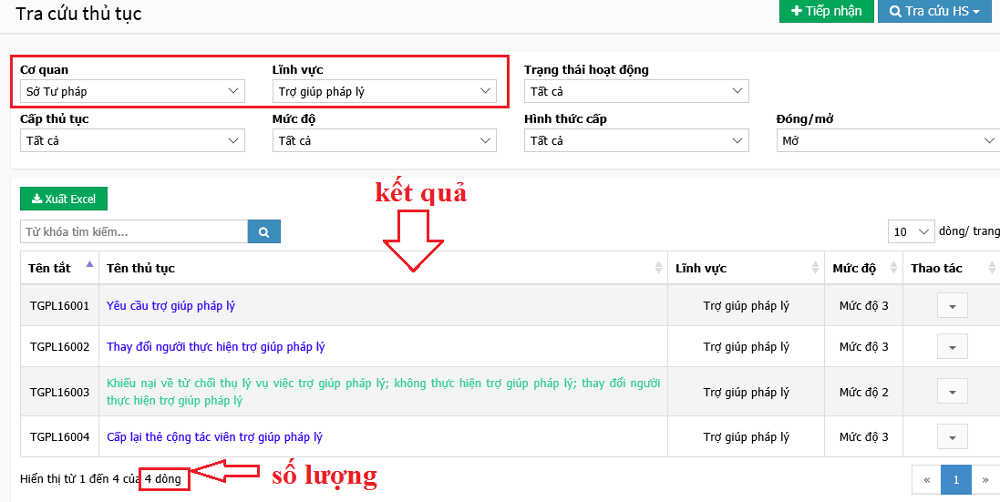 Tra cứu thủ tục
Tiếp nhận
Tra cứu HS
Cơ quan
Lĩnh vực
Trạng thái hoạt động
Sở Tư pháp
Trợ giúp pháp lý
Tất cả
Cấp thủ tục
Mức độ
Hình thức cấp
Đóng/mở
Tất cả
Tất cả
Tất cả
Mở
Xuất Excel
kết quả
Từ khóa tìm kiếm...
10
dòng/ trang
Tên tắt
Tên thủ tục
Lĩnh vực
Mức độ
Thao tác
TGPL16001
Yêu cầu trợ giúp pháp lý
Trợ giúp pháp lý
Mức độ 3
TGPL16002
Thay đổi người thực hiện trợ giúp pháp lý
Trợ giúp pháp lý
Mức độ 3
TGPL16003
Khiếu nại về từ chối thụ lý vụ việc trợ giúp pháp lý; không thực hiện trợ giúp pháp lý; thay đổi người
thực hiện trợ giúp pháp lý
Trợ giúp pháp lý
Mức độ 2
TGPL16004
Cấp lại thẻ cộng tác viên trợ giúp pháp lý
Trợ giúp pháp lý
Mức độ 3
Hiển thị từ 1 đến 4 của 4 dòng
số lượng
« 1 »